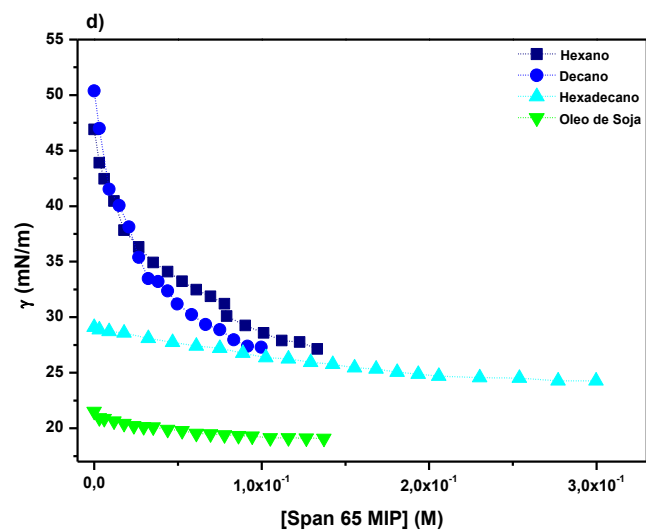 d)
55
50
45
40
35
30
25
20
γ (mN/m)
Hexano
Decano
Hexadecano
Oleo de Soja
0,0
1,0x10⁻¹
2,0x10⁻¹
3,0x10⁻¹
[Span 65 MIP] (M)